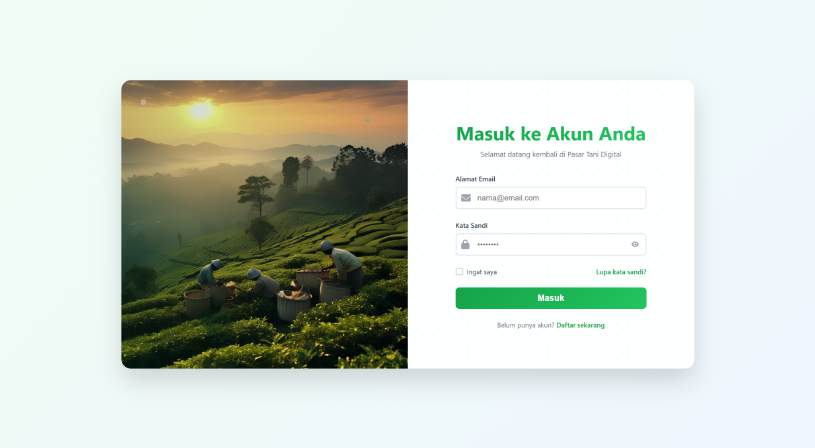 Masuk ke Akun Anda
Selamat datang kembali di Pasar Tani Digital
Alamat Email
nama@email.com
Kata Sandi
••••••••
Ingat saya
Lupa kata sandi?
Masuk
Belum punya akun? Daftar sekarang